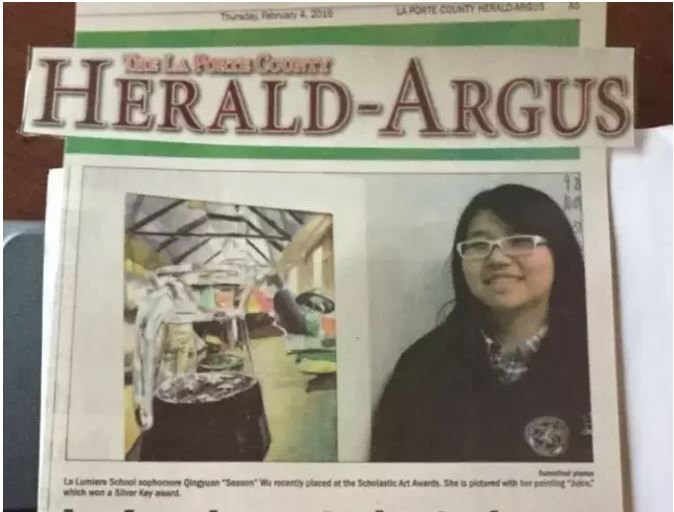 Thursday, February 4, 2016
LA PORTE COUNTY HERALD-ARGUS
THE LA PORTE COUNTY
HERALD-ARGUS
Submitted photos
La Lumiere School sophomore Qingyuan "Season" Wu recently placed at the Scholastic Art Awards. She is pictured with her painting "Juice,"
which won a Silver Key award.